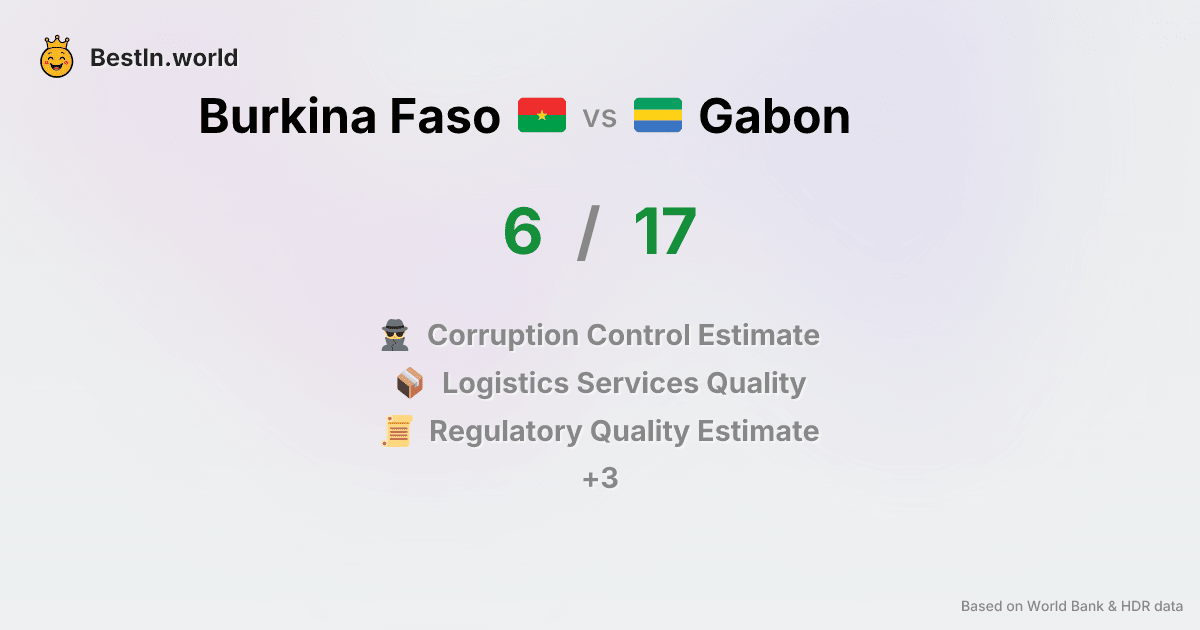 BestIn.world
Burkina Faso vs Gabon
6 / 17
Corruption Control Estimate
Logistics Services Quality
Regulatory Quality Estimate
+3
Based on World Bank & HDR data